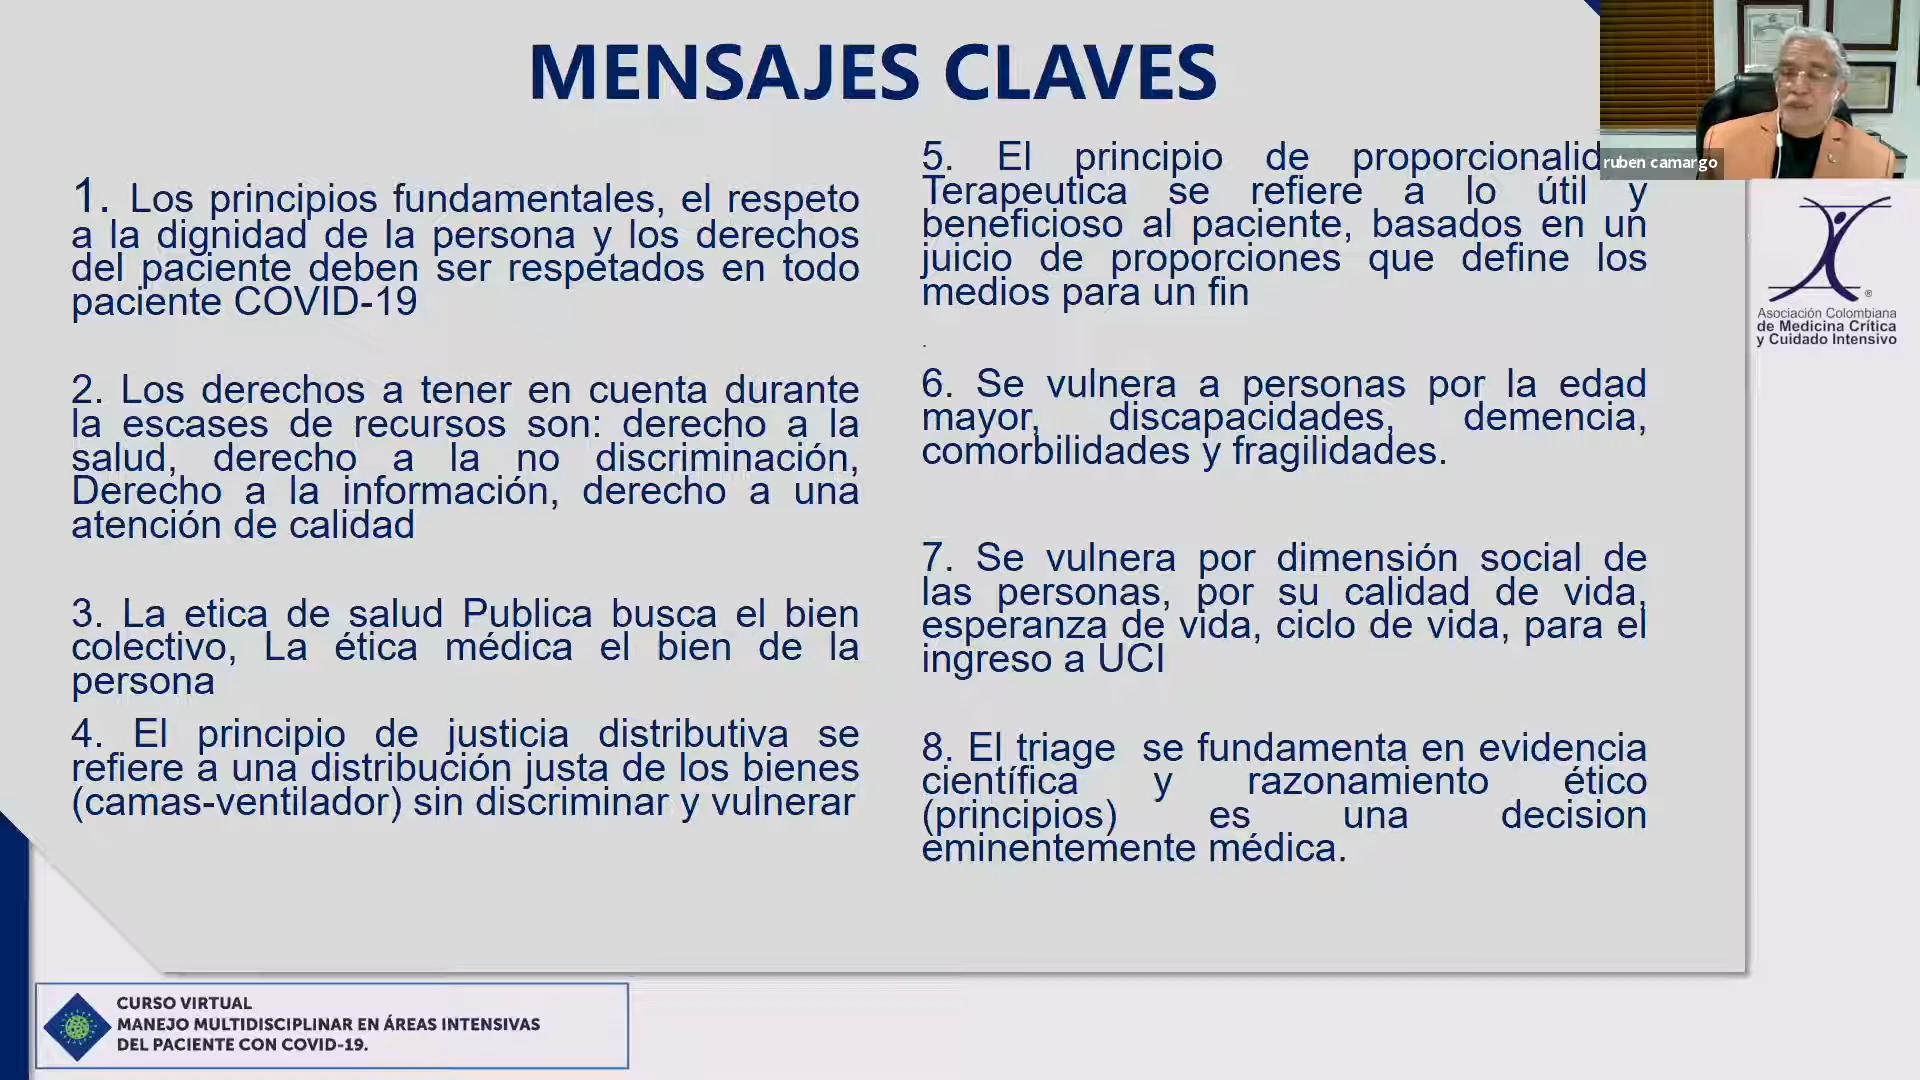 MENSAJES CLAVES
1. Los principios fundamentales, el respeto
a la dignidad de la persona y los derechos
del paciente deben ser respetados en todo
paciente COVID-19
2. Los derechos a tener en cuenta durante
la escases de recursos son: derecho a la
salud, derecho a la no discriminación,
Derecho a la información, derecho a una
atención de calidad
3. La etica de salud Publica busca el bien
colectivo, La ética médica el bien de la
persona
4. El principio de justicia distributiva se
refiere a una distribución justa de los bienes
(camas-ventilador) sin discriminar y vulnerar
5. El principio de proporcionalid
Terapeutica se refiere a lo útil y
beneficioso al paciente, basados en un
juicio de proporciones que define los
medios para un fin
.
6. Se vulnera a personas por la edad
mayor, discapacidades, demencia,
comorbilidades y fragilidades.
7. Se vulnera por dimensión social de
las personas, por su calidad de vida,
esperanza de vida, ciclo de vida, para el
ingreso a UCI
8. El triage se fundamenta en evidencia
científica y razonamiento ético
(principios) es una decision
eminentemente médica.
ruben camargo
®
Asociación Colombiana
de Medicina Crítica
y Cuidado Intensivo
CURSO VIRTUAL
MANEJO MULTIDISCIPLINAR EN ÁREAS INTENSIVAS
DEL PACIENTE CON COVID-19.